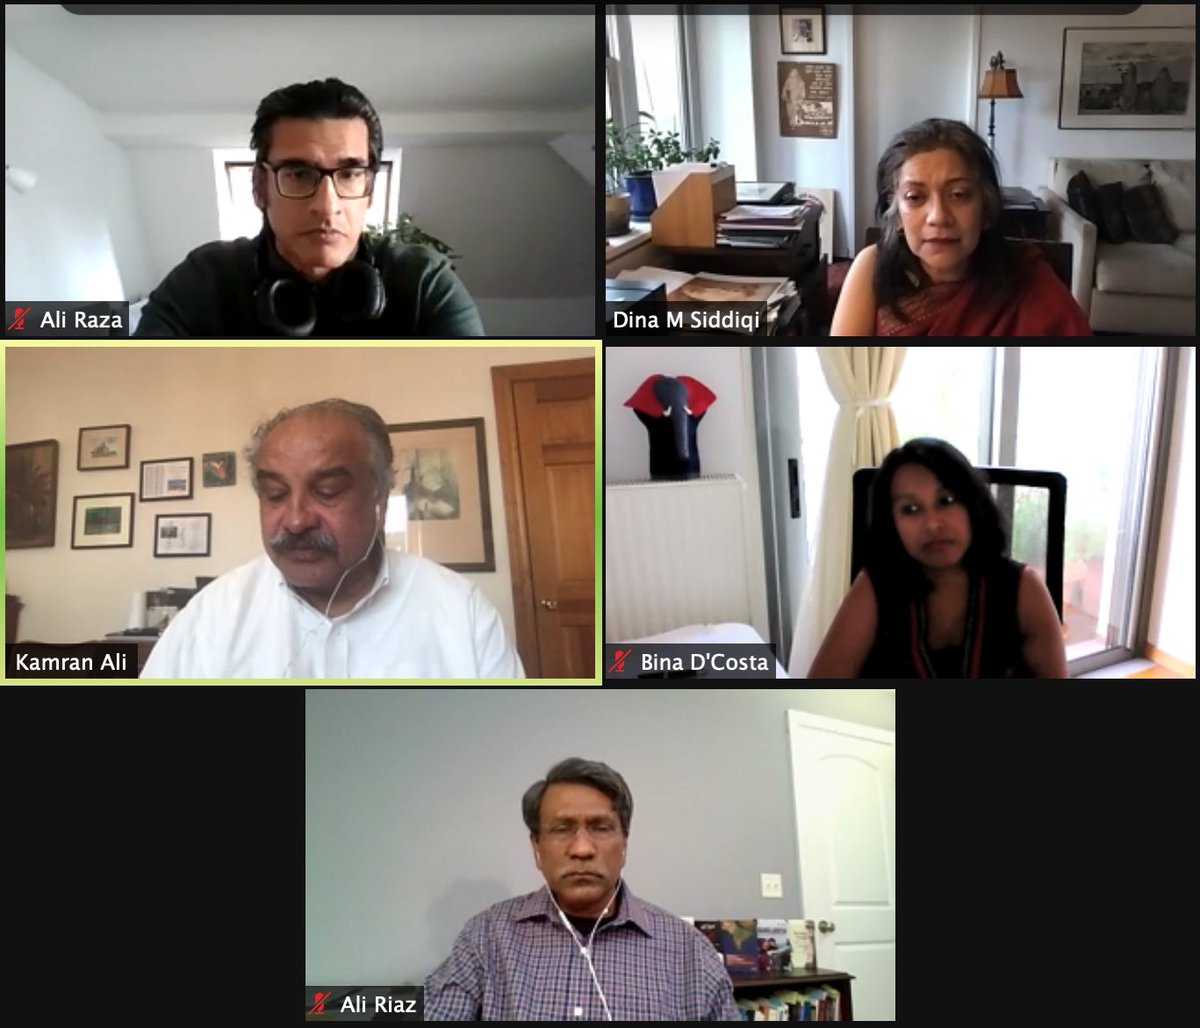 Ali Raza
Dina M Siddiqi
Kamran Ali
Bina D'Costa
Ali Riaz